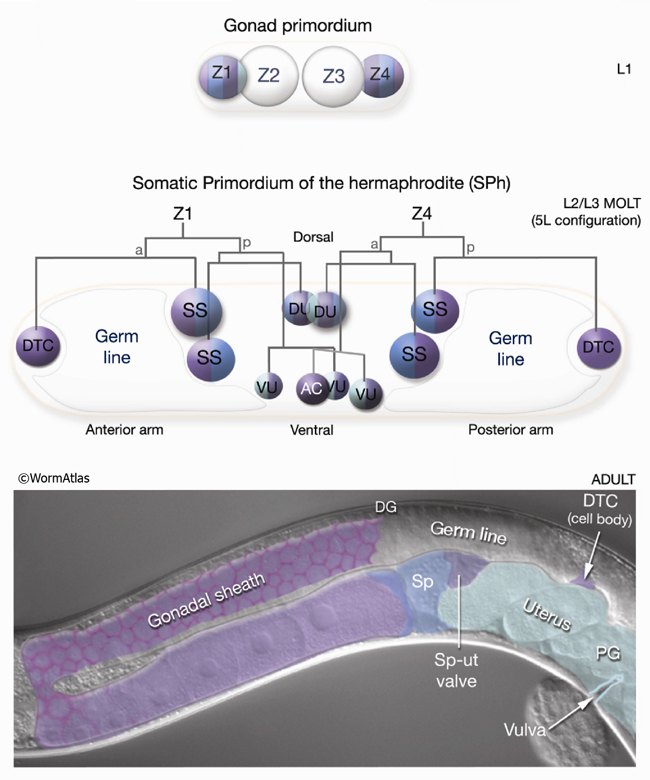 Gonad primordium
Z1
Z2
Z3
Z4
L1
Somatic Primordium of the hermaphrodite (SPh)
L2/L3 MOLT
(5L configuration)
Z1
Z4
Dorsal
a
p
a
p
SS
DU
DU
SS
DTC
Germ
line
SS
SS
Germ
line
DTC
VU
AC
VU
VU
Anterior arm
Ventral
Posterior arm
©WormAtlas
ADULT
DG
Germ line
DTC
(cell body)
Gonadal sheath
Sp
Uterus
Sp-ut
valve
PG
Vulva